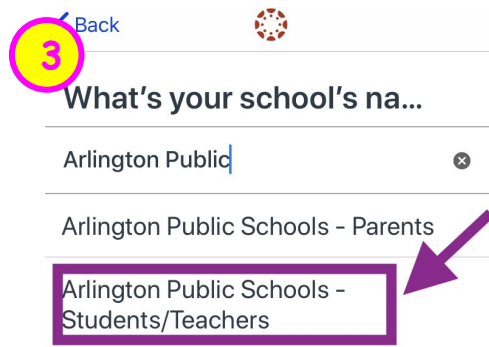 Back
3
What's your school's na...
Arlington Public
Arlington Public Schools - Parents
Arlington Public Schools -
Students/Teachers